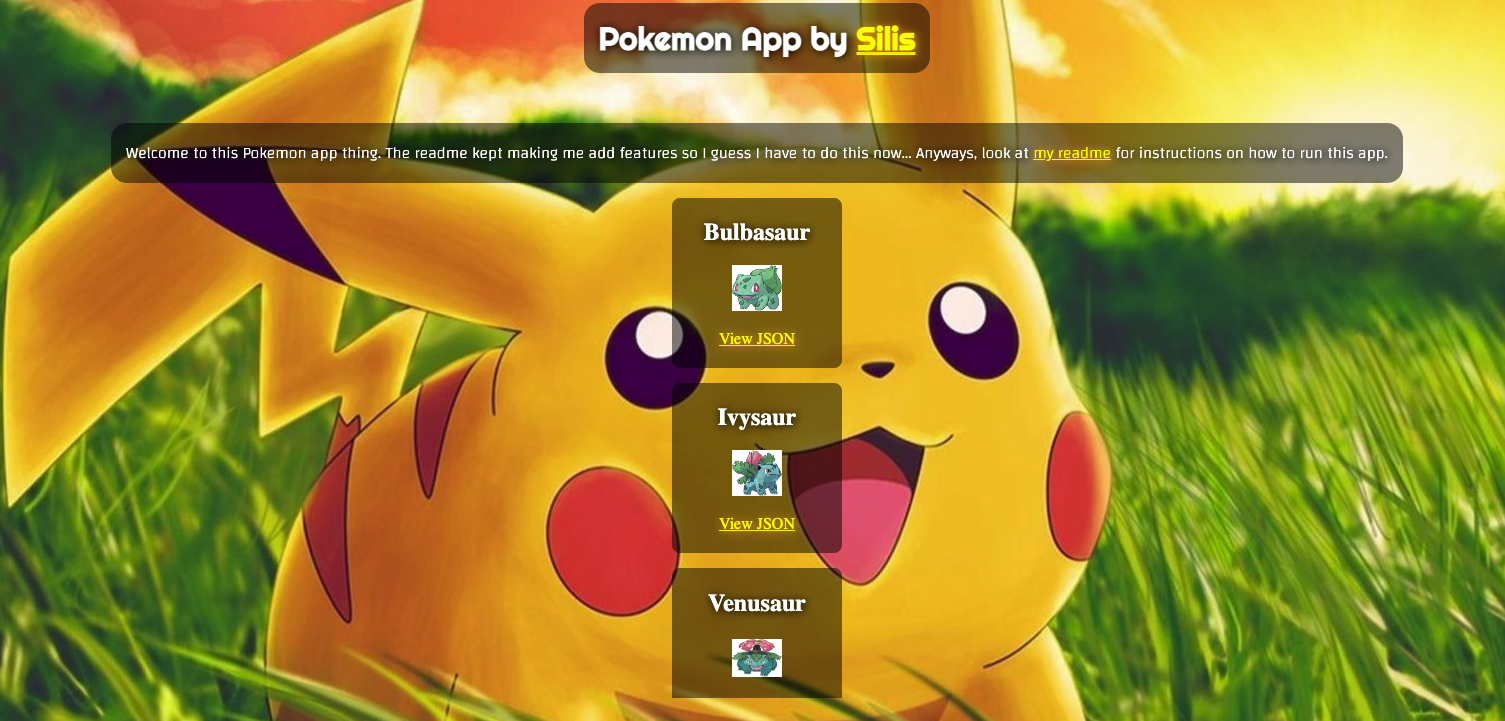 Pokemon App by Silis
Welcome to this Pokemon app thing. The readme kept making me add features so I guess I have to do this now... Anyways, look at my readme for instructions on how to run this app.
Bulbasaur
View JSON
Ivysaur
View JSON
Venusaur